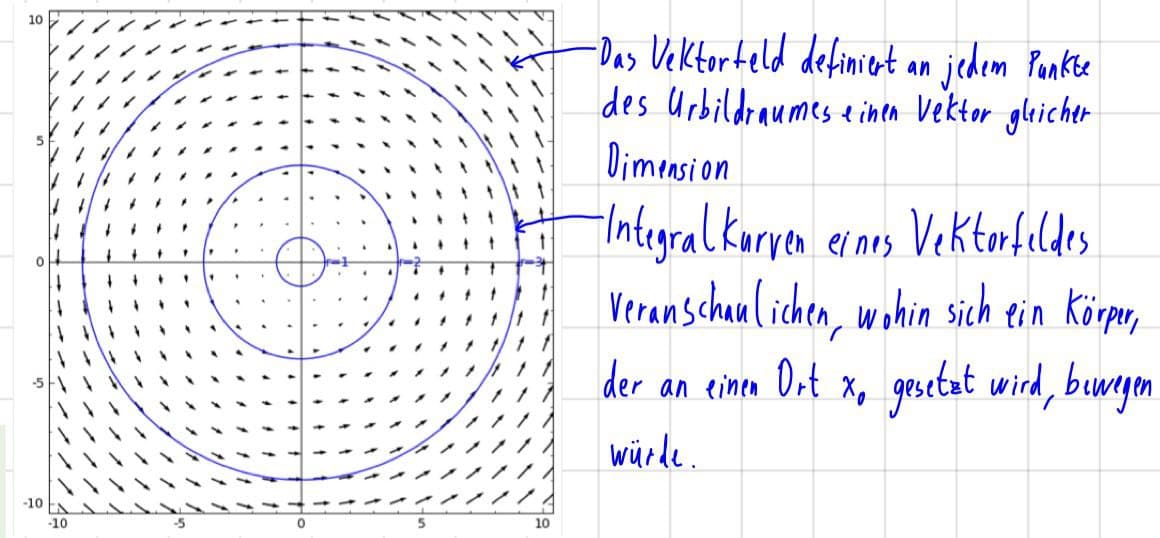 10
5
0
-5
-10
-10
-5
0
5
10
r=1
r=2
r=3
Das Vektorfeld definiert an jedem Punkte
des Urbildraumes einen Vektor gleicher
Dimension
Integralkurven eines Vektorfeldes
veranschaulichen, wohin sich ein Körper,
der an einen Ort x₀ gesetzt wird, bewegen
würde.